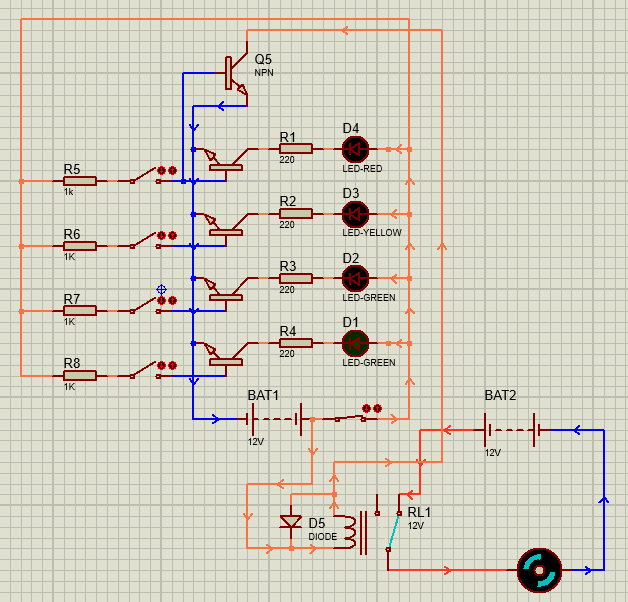 Q5
NPN
R1
220
D4
LED-RED
R5
1k
R2
220
D3
LED-YELLOW
R6
1K
R3
220
D2
LED-GREEN
R7
1K
R4
220
D1
LED-GREEN
R8
1K
BAT1
12V
BAT2
12V
D5
DIODE
RL1
12V